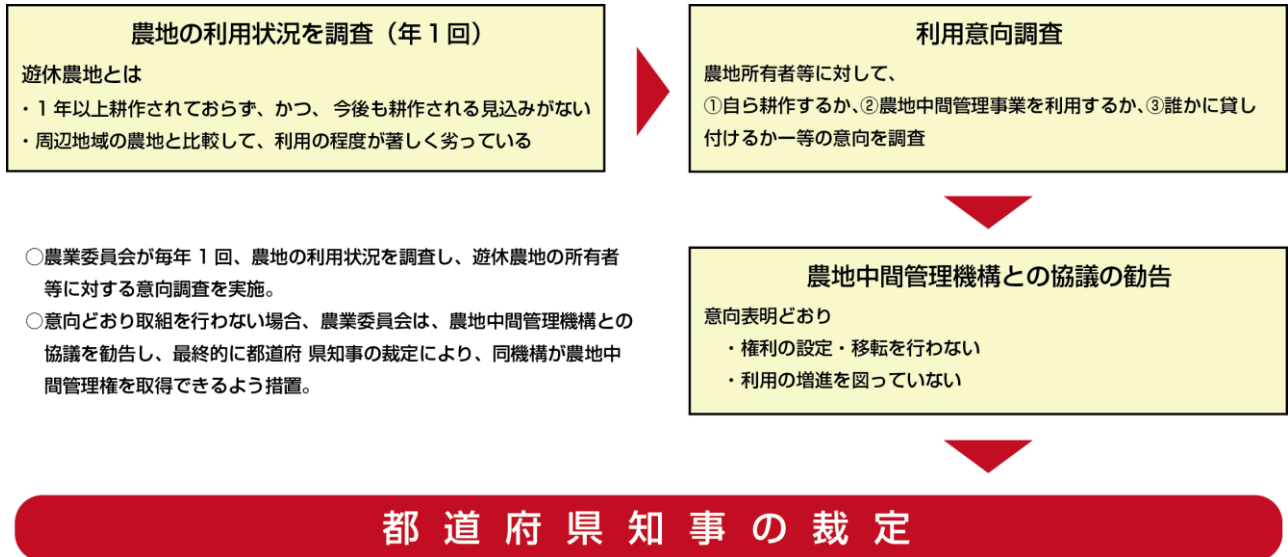 農地の利用状況を調査（年１回）
遊休農地とは
・１年以上耕作されておらず、かつ、今後も耕作される見込みがない
・周辺地域の農地と比較して、利用の程度が著しく劣っている
利用意向調査
農地所有者等に対して、
①自ら耕作するか、②農地中間管理事業を利用するか、③誰かに貸し
付けるかー等の意向を調査
○農業委員会が毎年 1 回、農地の利用状況を調査し、遊休農地の所有者
等に対する意向調査を実施。
○意向どおり取組を行わない場合、農業委員会は、農地中間管理機構との
協議を勧告し、最終的に都道府 県知事の裁定により、同機構が農地中
間管理権を取得できるよう措置。
農地中間管理機構との協議の勧告
意向表明どおり
・権利の設定・移転を行わない
・利用の増進を図っていない
都道府県知事の裁定